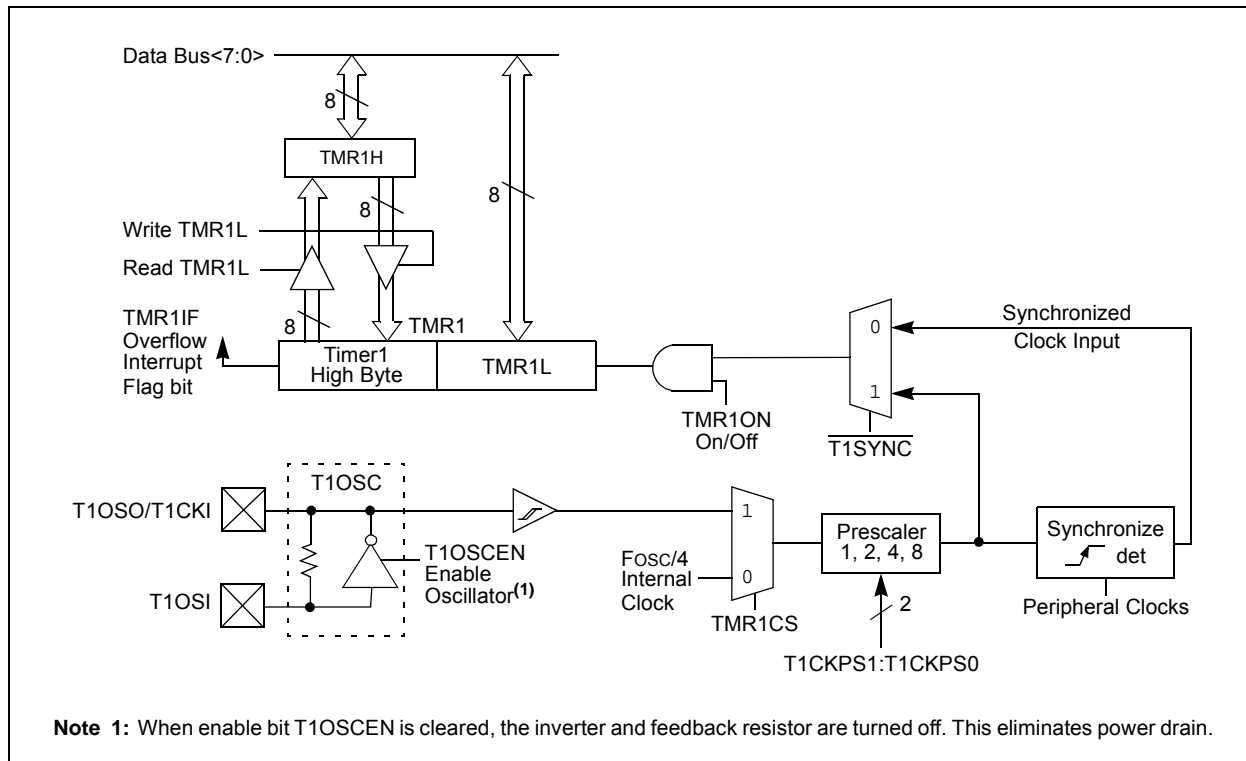 Data Bus<7:0>
8
TMR1H
8
8
Write TMR1L
Read TMR1L
8
TMR1IF
Overflow
Interrupt
Flag bit
TMR1
Timer1
High Byte
TMR1L
TMR1ON
On/Off
0
1
T1SYNC
Synchronized
Clock Input
T1OSC
T1OSO/T1CKI
T1OSI
T1OSCEN
Enable
Oscillator(1)
FOSC/4
Internal
Clock
1
0
TMR1CS
Prescaler
1, 2, 4, 8
2
T1CKPS1:T1CKPS0
Synchronize
det
Peripheral Clocks
Note 1: When enable bit T1OSCEN is cleared, the inverter and feedback resistor are turned off. This eliminates power drain.